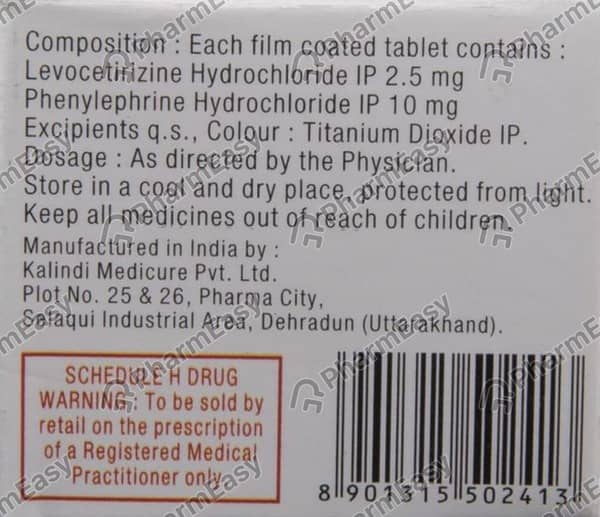 Composition : Each film coated tablet contains :
Levocetirizine Hydrochloride IP 2.5 mg
Phenylephrine Hydrochloride IP 10 mg
Excipients q.s., Colour : Titanium Dioxide IP.
Dosage : As directed by the Physician.
Store in a cool and dry place, protected from light.
Keep all medicines out of reach of children.
Manufactured in India by :
Kalindi Medicure Pvt. Ltd.
Plot No. 25 & 26, Pharma City,
Selaqui Industrial Area, Dehradun (Uttarakhand).
SCHEDULE H DRUG
WARNING : To be sold by
retail on the prescription
of a Registered Medical
Practitioner only.
8 901315 502413
PharmEasy